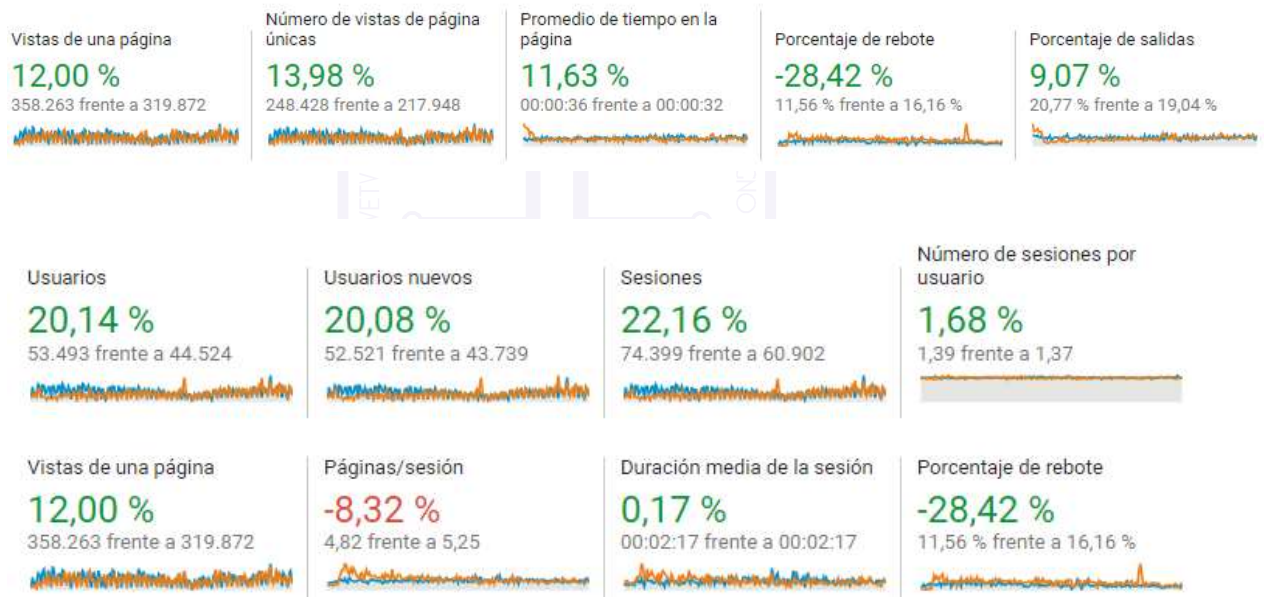 Vistas de una página
12,00 %
358.263 frente a 319.872
Número de vistas de página
únicas
13,98 %
248.428 frente a 217.948
Promedio de tiempo en la
página
11,63 %
00:00:36 frente a 00:00:32
Porcentaje de rebote
-28,42 %
11,56 % frente a 16,16 %
Porcentaje de salidas
9,07 %
20,77 % frente a 19,04 %
Usuarios
20,14 %
53.493 frente a 44.524
Usuarios nuevos
20,08 %
52.521 frente a 43.739
Sesiones
22,16 %
74.399 frente a 60.902
Número de sesiones por
usuario
1,68 %
1,39 frente a 1,37
Vistas de una página
12,00 %
358.263 frente a 319.872
Páginas/sesión
-8,32 %
4,82 frente a 5,25
Duración media de la sesión
0,17 %
00:02:17 frente a 00:02:17
Porcentaje de rebote
-28,42 %
11,56 % frente a 16,16 %